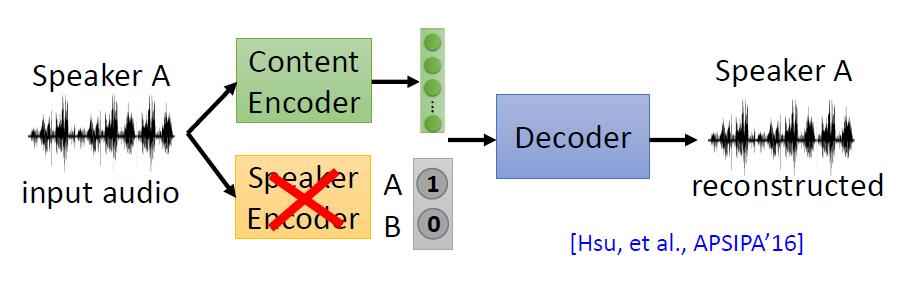 Speaker A
input audio
Content
Encoder
Speaker
Encoder
A 1
B 0
Decoder
Speaker A
reconstructed
[Hsu, et al., APSIPA’16]